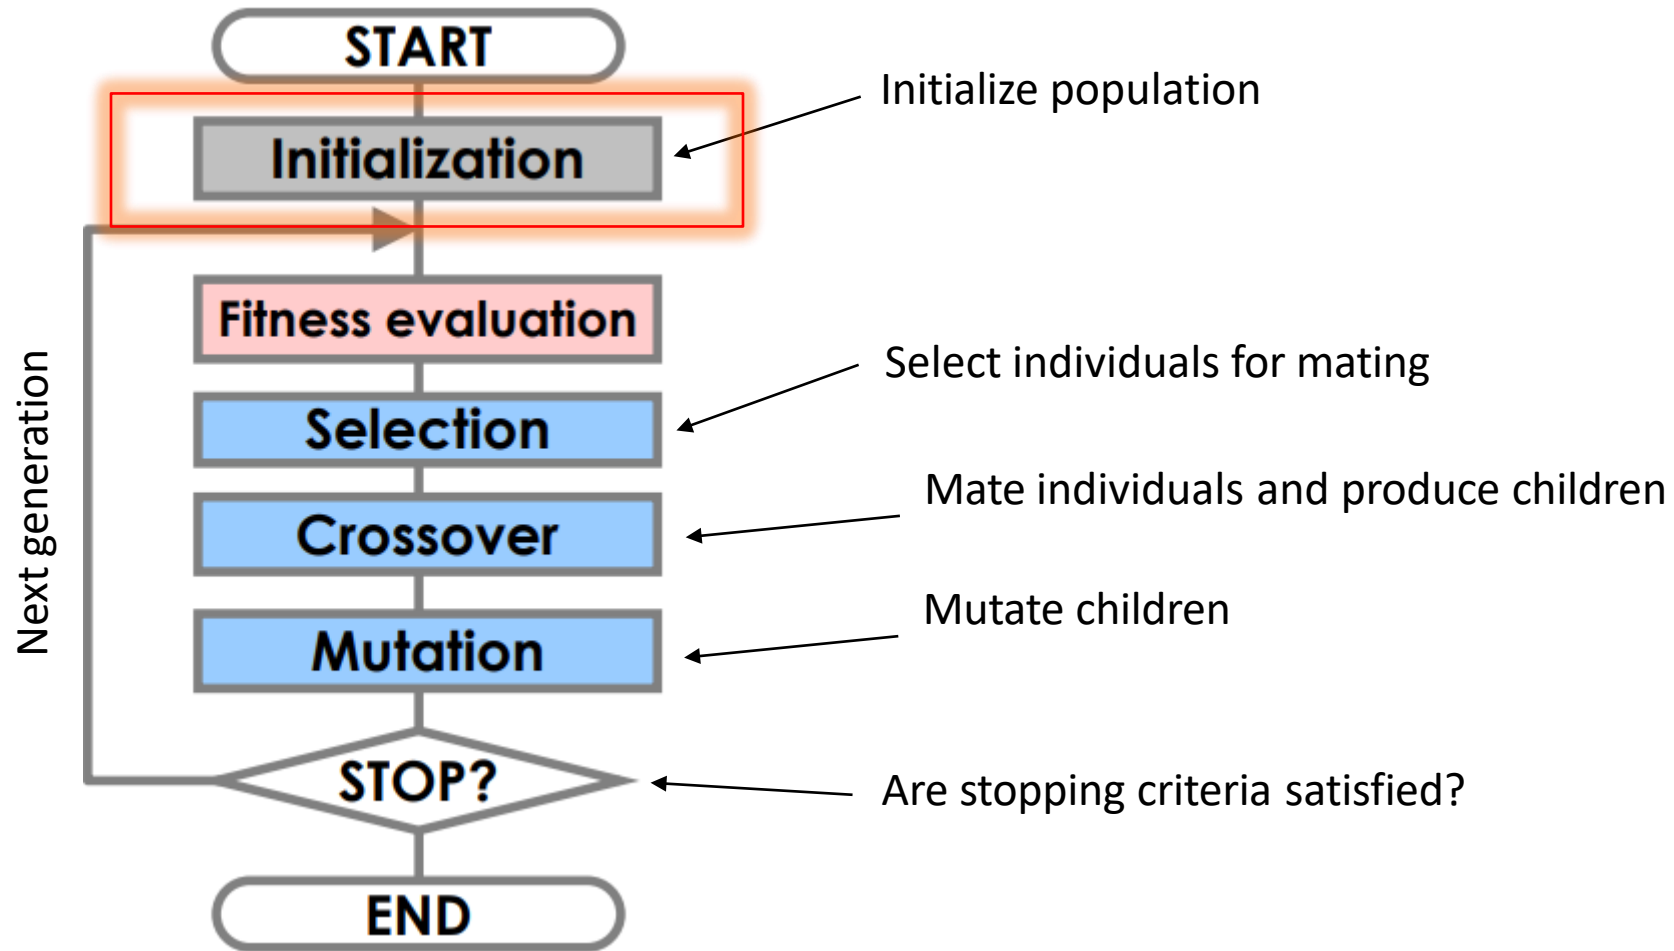 START
Initialize population
Initialization
Fitness evaluation
Select individuals for mating
Selection
Mate individuals and produce children
Crossover
Mutate children
Mutation
Next generation
STOP?
Are stopping criteria satisfied?
END